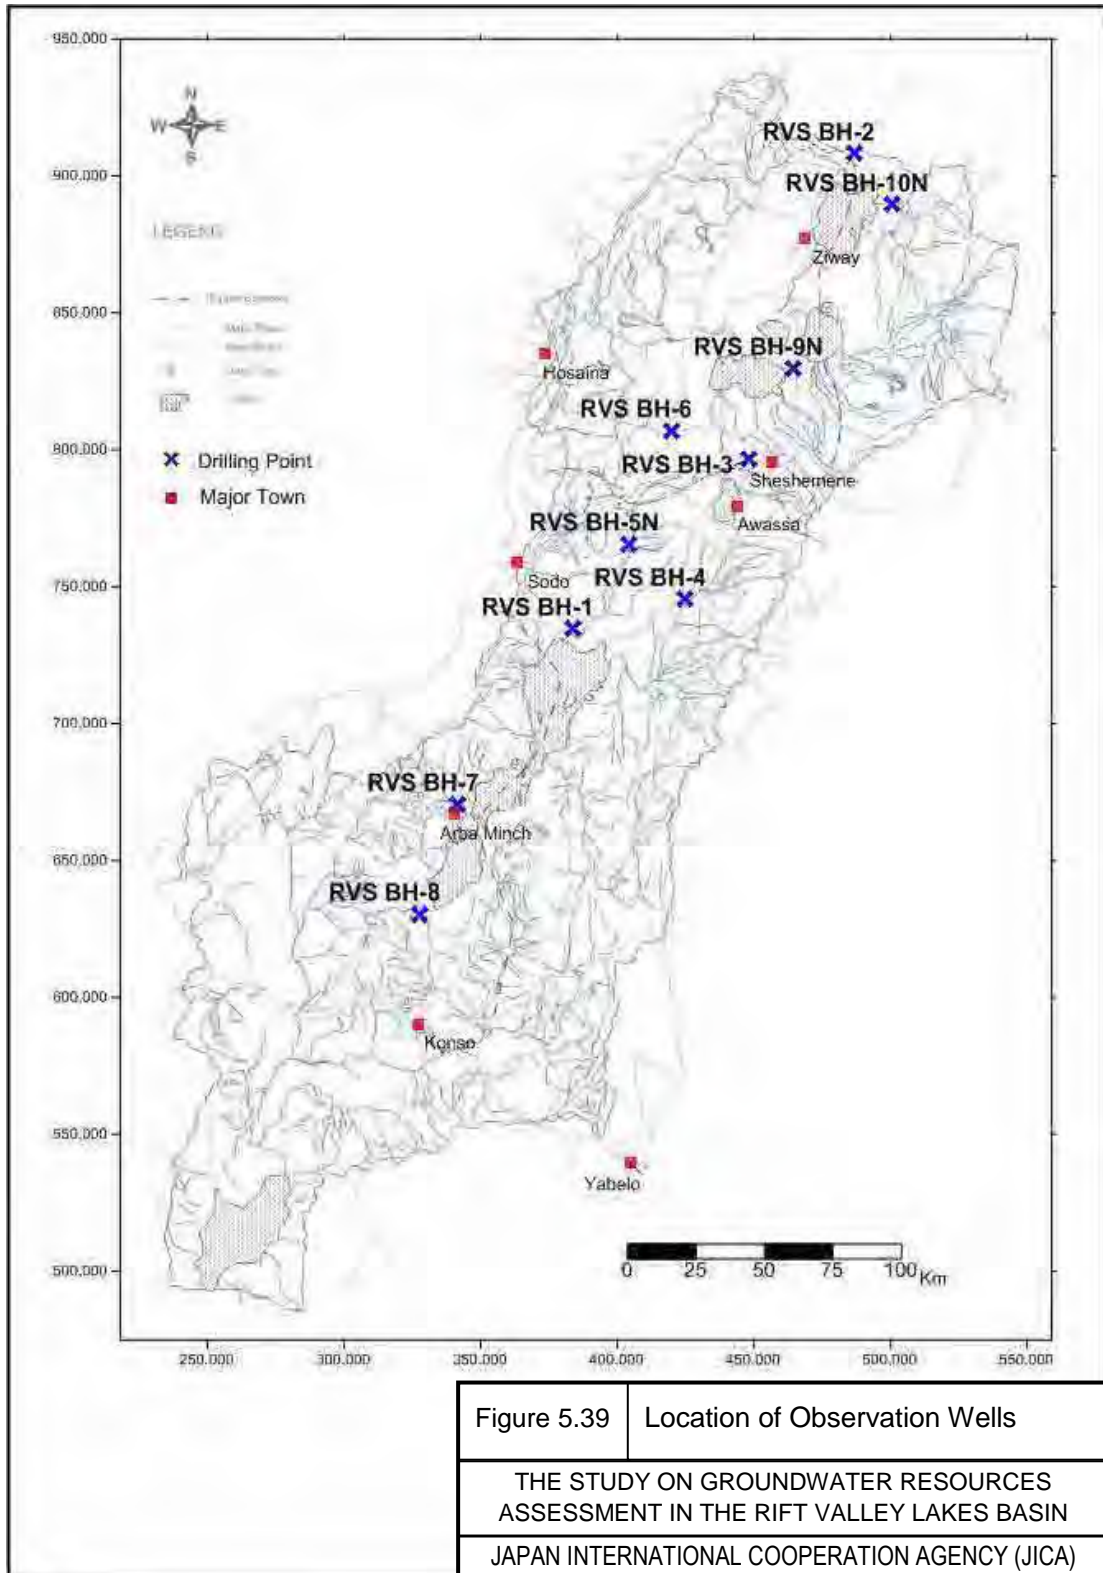 950.000
N
W E
S
RVS BH-2
900.000
RVS BH-10N
LEGEND
Ziway
850.000
RVS BH-9N
Hosaina
RVS BH-6
800.000
RVS BH-3
Drilling Point
Sheshemene
Major Town
Awassa
RVS BH-5N
750.000
Sodo
RVS BH-4
RVS BH-1
700.000
RVS BH-7
Arba Minch
650.000
RVS BH-8
600.000
Konso
550.000
Yabelo
500.000
0 25 50 75 100 Km
250.000 300.000 350.000 400.000 450.000 500.000 550.000
Figure 5.39 Location of Observation Wells
THE STUDY ON GROUNDWATER RESOURCES
ASSESSMENT IN THE RIFT VALLEY LAKES BASIN
JAPAN INTERNATIONAL COOPERATION AGENCY (JICA)